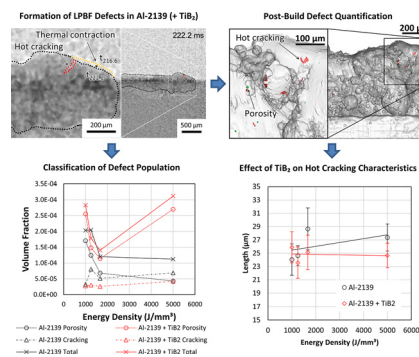 Formation of LPBF Defects in Al-2139 (+ TiB₂)
Thermal contraction
Hot cracking
222.2 ms
200 μm
500 μm
Post-Build Defect Quantification
Hot cracking
100 μm
200 μm
Porosity
Classification of Defect Population
Volume Fraction
3.5E-04
3.0E-04
2.5E-04
2.0E-04
1.5E-04
1.0E-04
5.0E-05
0.0E+00
0 1000 2000 3000 4000 5000 6000
Energy Density (J/mm³)
Al-2139 Porosity
Al-2139 + TiB2 Porosity
Al-2139 Cracking
Al-2139 + TiB2 Cracking
Al-2139 Total
Al-2139 + TiB2 Total
Effect of TiB₂ on Hot Cracking Characteristics
Length (μm)
35
33
31
29
27
25
23
21
19
17
15
Al-2139
Al-2139 + TiB2
0 1000 2000 3000 4000 5000 6000
Energy Density (J/mm³)